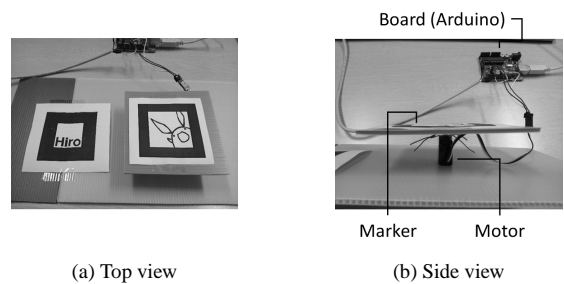 Board (Arduino)
Hiro
Marker
Motor
(a) Top view
(b) Side view